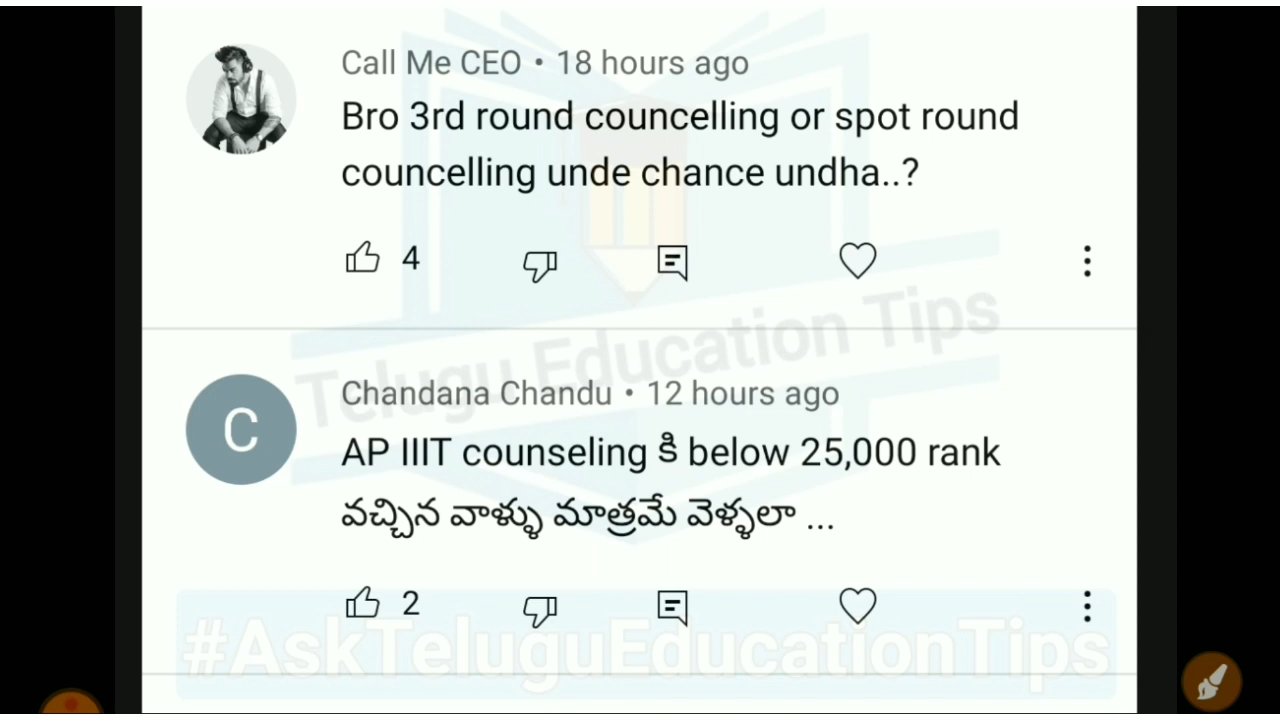 Call Me CEO • 18 hours ago
Bro 3rd round councelling or spot round
councelling unde chance undha..?
4
Telugu Education Tips
C
Chandana Chandu • 12 hours ago
AP IIIT counseling కి below 25,000 rank
వచ్చిన వాళ్ళు మాత్రమే వెళ్ళలా ...
2
#AskTeluguEducationTips